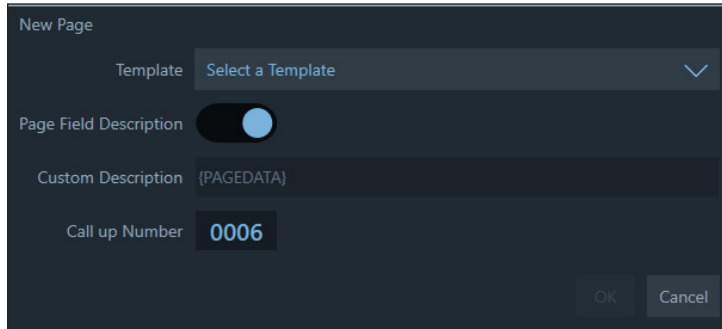 New Page
Template Select a Template
Page Field Description
Custom Description {PAGEDATA}
Call up Number 0006
OK Cancel